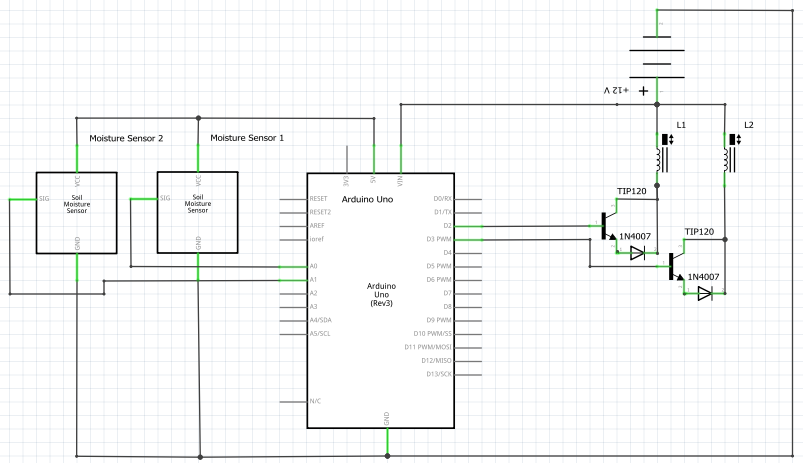 +12 V
+
L1
L2
Moisture Sensor 2
Moisture Sensor 1
VCC
VCC
3V3
5V
VIN
SIG
Soil
Moisture
Sensor
GND
SIG
Soil
Moisture
Sensor
GND
Arduino Uno
RESET
RESET2
AREF
ioref
A0
A1
A2
A3
A4/SDA
A5/SCL
N/C
Arduino
Uno
(Rev3)
D0/RX
D1/TX
D2
D3 PWM
D4
D5 PWM
D6 PWM
D7
D8
D9 PWM
D10 PWM/SS
D11 PWM/MOSI
D12/MISO
D13/SCK
GND
TIP120
1N4007
TIP120
1N4007